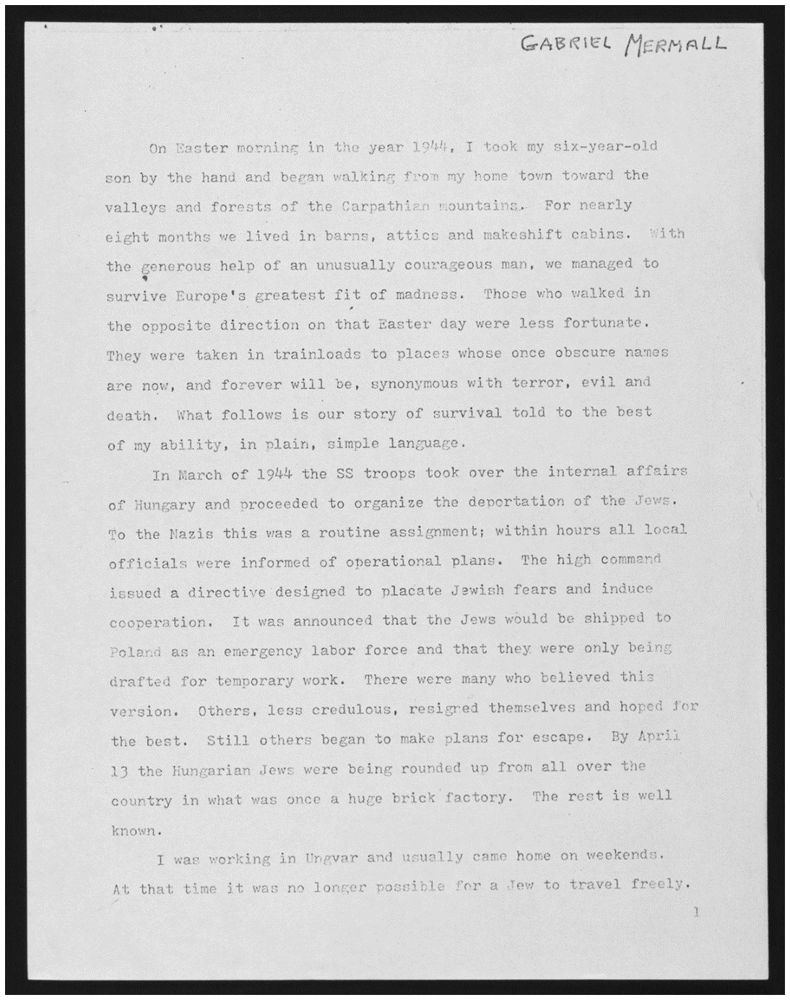 GABRIEL MERMALL
On Easter morning in the year 1944, I took my six-year-old
son by the hand and began walking from my home town toward the
valleys and forests of the Carpathian mountains. For nearly
eight months we lived in barns, attics and makeshift cabins. With
the generous help of an unusually courageous man, we managed to
survive Europe's greatest fit of madness. Those who walked in
the opposite direction on that Easter day were less fortunate.
They were taken in trainloads to places whose once obscure names
are now, and forever will be, synonymous with terror, evil and
death. What follows is our story of survival told to the best
of my ability, in plain, simple language.
In March of 1944 the SS troops took over the internal affairs
of Hungary and proceeded to organize the deportation of the Jews.
To the Nazis this was a routine assignment; within hours all local
officials were informed of operational plans. The high command
issued a directive designed to placate Jewish fears and induce
cooperation. It was announced that the Jews would be shipped to
Poland as an emergency labor force and that they were only being
drafted for temporary work. There were many who believed this
version. Others, less credulous, resigned themselves and hoped for
the best. Still others began to make plans for escape. By April
13 the Hungarian Jews were being rounded up from all over the
country in what was once a huge brick factory. The rest is well
known.
I was working in Ungvar and usually came home on weekends.
At that time it was no longer possible for a Jew to travel freely.
1